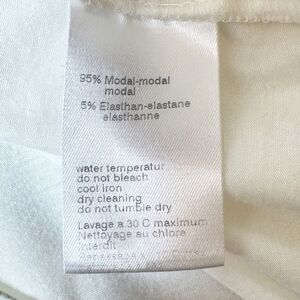 95% Modal-modal
modal
5% Elasthan-elastane
elasthanne
water temperatur
do not bleach
cool iron
dry cleaning
do not tumble dry
Lavage a 30 C maximum
Nettoyage au chlore
interdit